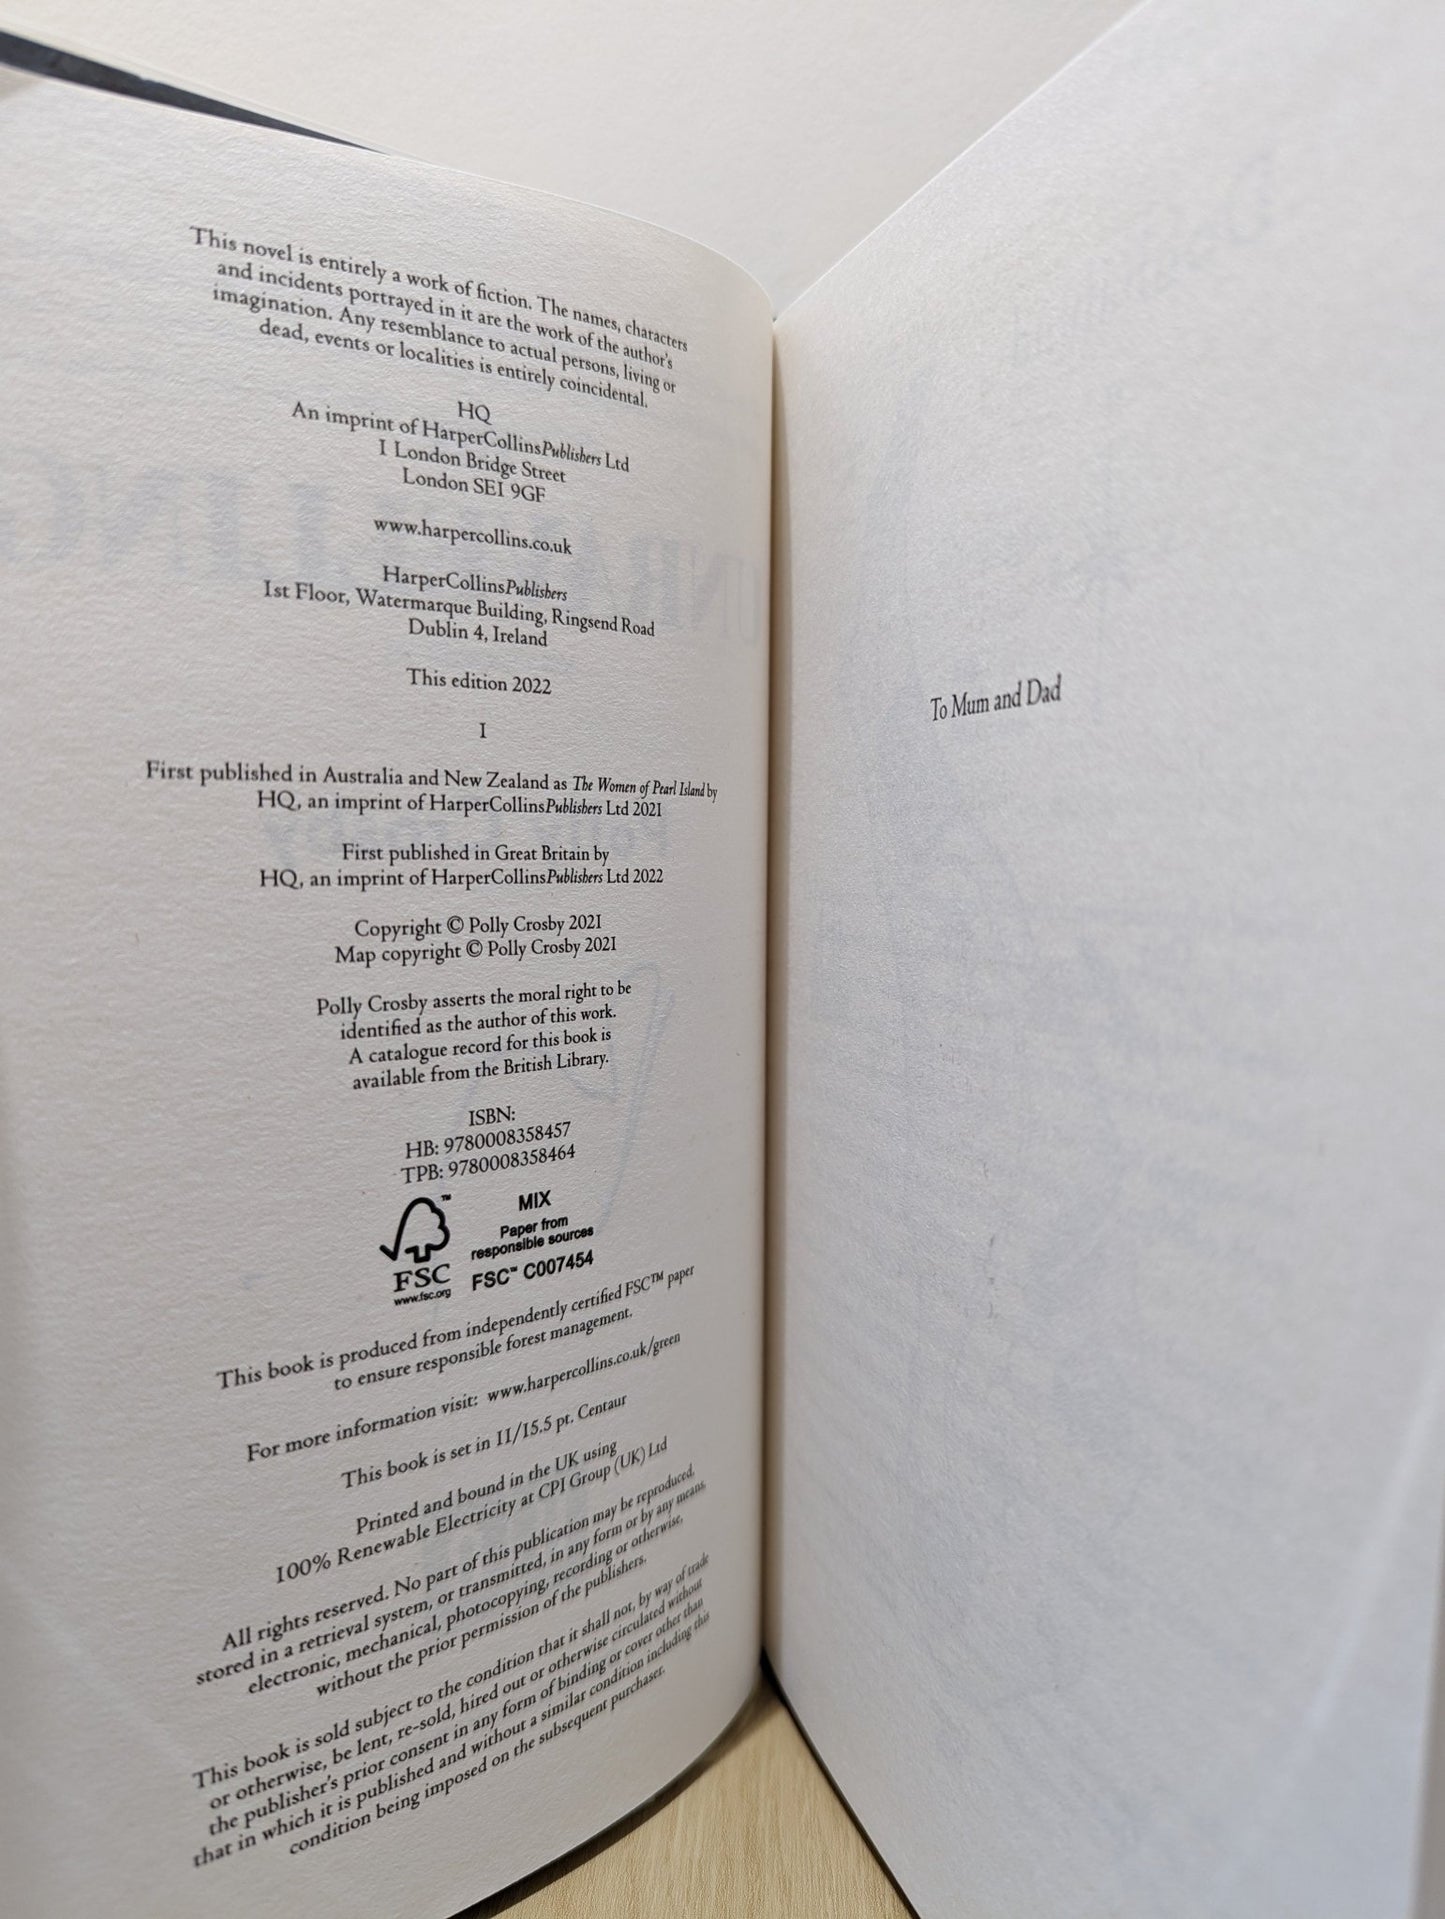 This novel is entirely a work of fiction. The names, characters
and incidents portrayed in it are the work of the author's
imagination. Any resemblance to actual persons, living or
dead, events or localities is entirely coincidental.
HQ
An imprint of HarperCollinsPublishers Ltd
1 London Bridge Street
London SE1 9GF
www.harpercollins.co.uk
HarperCollinsPublishers
1st Floor, Watermarque Building, Ringsend Road
Dublin 4, Ireland
This edition 2022
1
First published in Australia and New Zealand as The Women of Pearl Island by
HQ, an imprint of HarperCollinsPublishers Ltd 2021
First published in Great Britain by
HQ, an imprint of HarperCollinsPublishers Ltd 2022
Copyright © Polly Crosby 2021
Map copyright © Polly Crosby 2021
Polly Crosby asserts the moral right to be
identified as the author of this work.
A catalogue record for this book is
available from the British Library.
ISBN:
HB: 9780008358457
TPB: 9780008358464
FSC™
www.fsc.org
MIX
Paper from
responsible sources
FSC™ C007454
This book is produced from independently certified FSC™ paper
to ensure responsible forest management.
For more information visit: www.harpercollins.co.uk/green
This book is set in 11/15.5 pt. Centaur
Printed and bound in the UK using
100% Renewable Electricity at CPI Group (UK) Ltd
All rights reserved. No part of this publication may be reproduced,
stored in a retrieval system, or transmitted, in any form or by any means,
electronic, mechanical, photocopying, recording or otherwise,
without the prior permission of the publishers.
This book is sold subject to the condition that it shall not, by way of trade
or otherwise, be lent, re-sold, hired out or otherwise circulated without
the publisher's prior consent in any form of binding or cover other than
that in which it is published and without a similar condition including this
condition being imposed on the subsequent purchaser.
To Mum and Dad